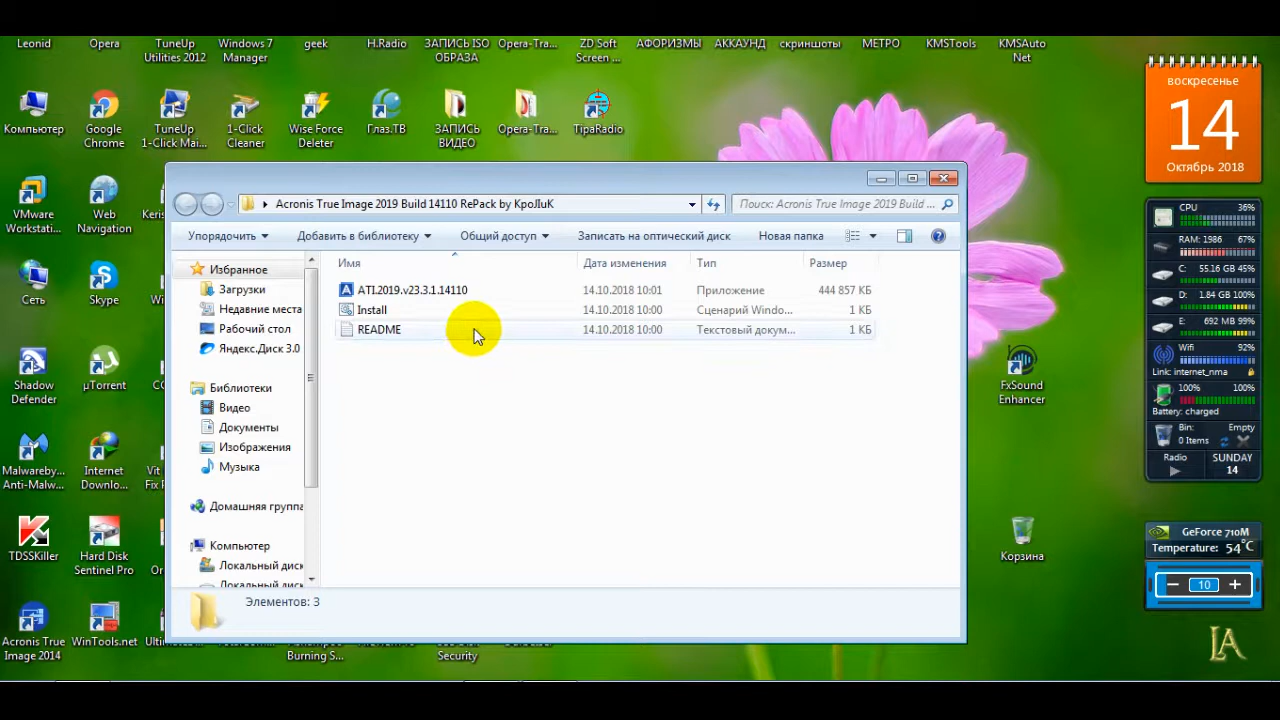 Leonid
Opera
TuneUp
Utilities 2012
Windows 7
Manager
geek
H.Radio
ЗАПИСЬ ISO
ОБРАЗА
Opera-Tra...
ZD Soft
Screen ...
АФОРИЗМЫ
АККАУНД
скриншоты
МЕТРО
KMSTools
KMSAuto
Net
Компьютер
Google
Chrome
TuneUp
1-Click Mai...
1-Click
Cleaner
Wise Force
Deleter
Глаз.ТВ
ЗАПИСЬ
ВИДЕО
Opera-Tra...
TipaRadio
воскресенье
14
Октябрь 2018
VMware
Workstati...
Web
Navigation
Keris
Acronis True Image 2019 Build 14110 RePack by KpoJIuK
Поиск: Acronis True Image 2019 Build ...
Упорядочить
Добавить в библиотеку
Общий доступ
Записать на оптический диск
Новая папка
Имя
Дата изменения
Тип
Размер
ATI.2019.v23.3.1.14110
14.10.2018 10:01
Приложение
444 857 КБ
Install
14.10.2018 10:00
Сценарий Windo...
1 КБ
README
14.10.2018 10:00
Текстовый докум...
1 КБ
Избранное
Загрузки
Недавние места
Рабочий стол
Яндекс.Диск 3.0
Библиотеки
Видео
Документы
Изображения
Музыка
Домашняя группа
Компьютер
Локальный диск
Локальный диск
Элементов: 3
Сеть
Skype
Win
Shadow
Defender
µTorrent
CC
Malwareby...
Anti-Malw...
Internet
Downlo...
Vit
Fix F
TDSSKiller
Hard Disk
Sentinel Pro
Or
Acronis True
Image 2014
WinTools.net
Burning S...
Security
FxSound
Enhancer
Корзина
CPU 36%
RAM: 1986 67%
C: 55.16 GB 45%
D: 1.84 GB 100%
E: 692 MB 99%
Wifi 92%
Link: internet_nma
100% 100%
Battery: charged
Bin: Empty
0 Items
Radio
SUNDAY
14
GeForce 710M
Temperature: 54°C
10
LA